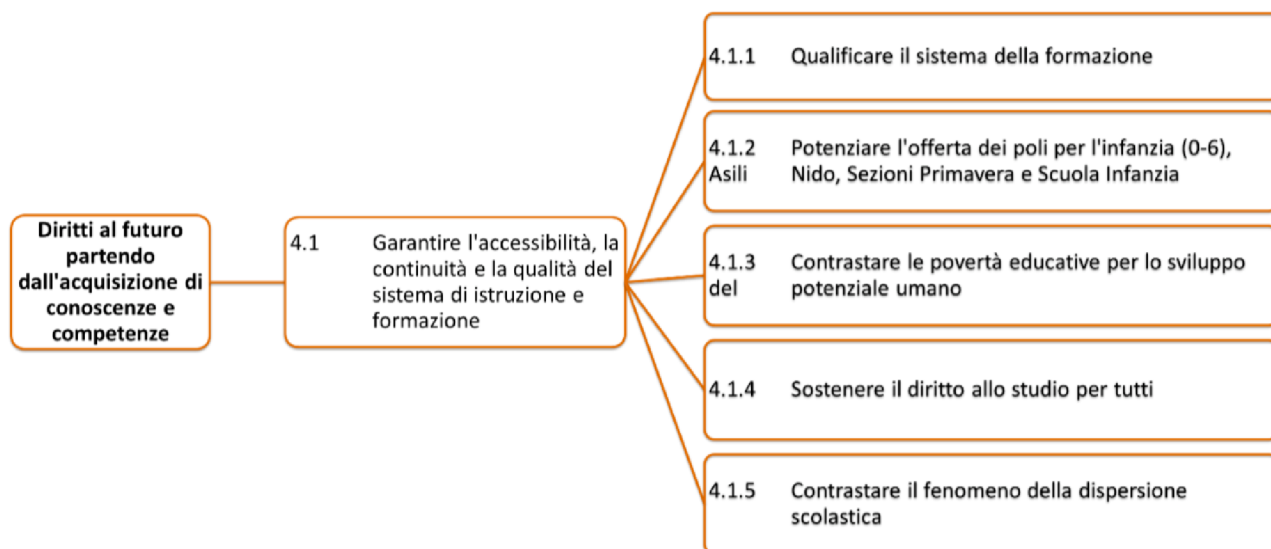 Diritti al futuro
partendo
dall'acquisizione di
conoscenze e
competenze
4.1 Garantire l'accessibilità, la
continuità e la qualità del
sistema di istruzione e
formazione
4.1.1 Qualificare il sistema della formazione
4.1.2 Potenziare l'offerta dei poli per l'infanzia (0-6),
Asili Nido, Sezioni Primavera e Scuola Infanzia
4.1.3 Contrastare le povertà educative per lo sviluppo
del potenziale umano
4.1.4 Sostenere il diritto allo studio per tutti
4.1.5 Contrastare il fenomeno della dispersione
scolastica